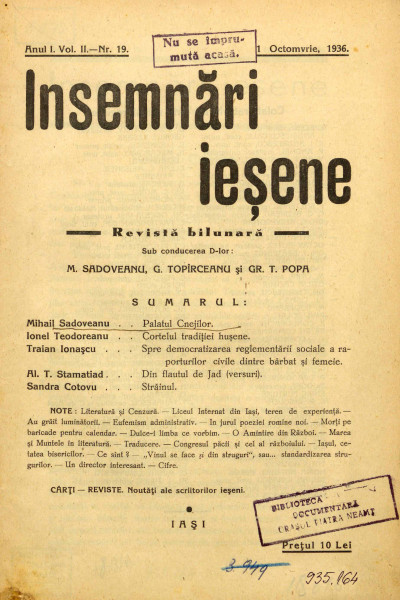 Anul I. Vol. II.—Nr. 19.
Nu se împru-
mută acasă.
1 Octomvrie, 1936.
Insemnări
ieșene
Revistă bilunară
Sub conducerea D-lor:
M. SADOVEANU, G. TOPÎRCEANU și GR. T. POPA
SUMARUL:
Mihail Sadoveanu . . Palatul Cnejilor.
Ionel Teodoreanu . . Cortelul tradiției hușene.
Traian Ionașcu . . . Spre democratizarea reglementării sociale a ra-
porturilor civile dintre bărbat și femeie.
Al. T. Stamatiad . . . Din flautul de Jad (versuri).
Sandra Cotovu . . . Străinul.
NOTE: Literatură și Cenzură. — Liceul Internat din Iași, teren de experiență. —
Au grăit luminătorii. — Eufemism administrativ. — In jurul poeziei romîne noi. — Morți pe
baricade pentru calendar. — Dulce-i limba ce vorbim. — O Amintire din Război. — Marea
și Muntele în literatură. — Traducere. — Congresul păcii și cel al războiului. — Iașul, ce-
tatea bisericilor. — Ce sînt? — „Vinul se face și din struguri", sau... standardizarea stru-
gurilor. — Un director interesant. — Cifre.
CĂRȚI — REVISTE. Noutăți ale scriitorilor ieșeni.
IAȘI
BIBLIOTECA
DOCUMENTARĂ
ORAȘUL PIATRA NEAMȚ
Prețul 10 Lei
3 949
935.164